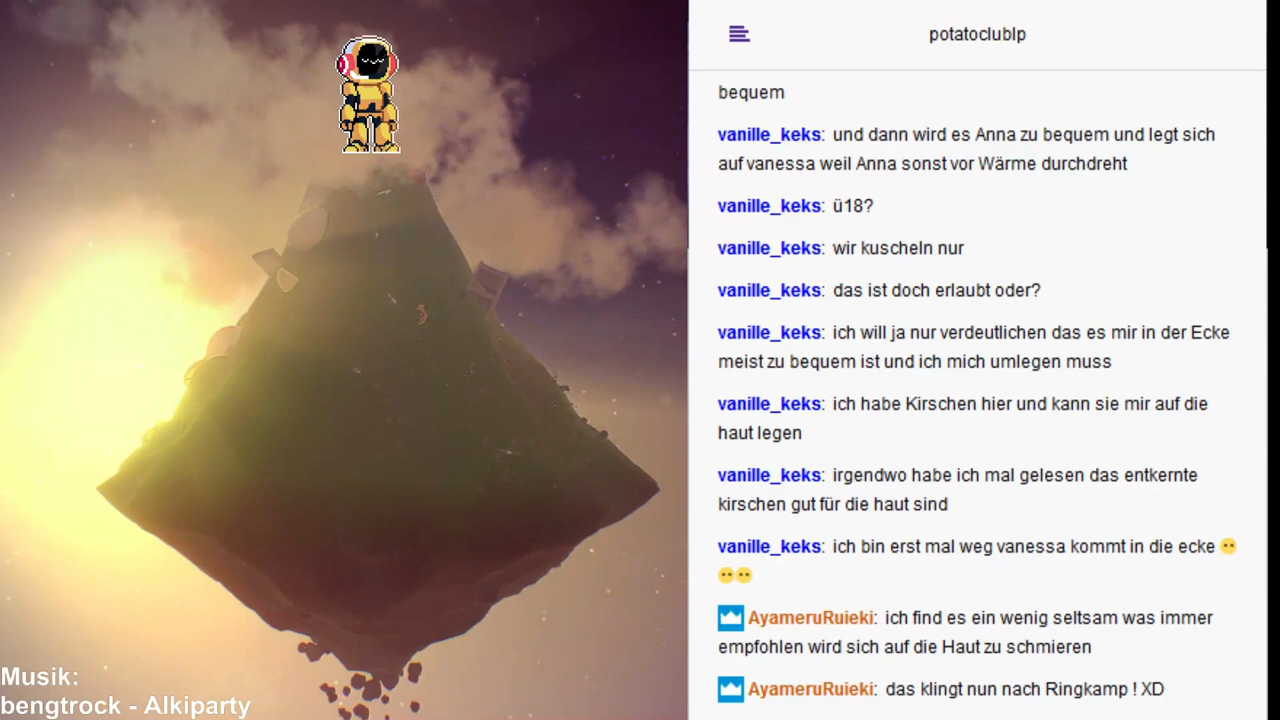 potatoclublp
bequem
vanille_keks: und dann wird es Anna zu bequem und legt sich
auf vanessa weil Anna sonst vor Wärme durchdreht
vanille_keks: ü18?
vanille_keks: wir kuscheln nur
vanille_keks: das ist doch erlaubt oder?
vanille_keks: ich will ja nur verdeutlichen das es mir in der Ecke
meist zu bequem ist und ich mich umlegen muss
vanille_keks: ich habe Kirschen hier und kann sie mir auf die
haut legen
vanille_keks: irgendwo habe ich mal gelesen das entkernte
kirschen gut für die haut sind
vanille_keks: ich bin erst mal weg vanessa kommt in die ecke
AyameruRuieki: ich find es ein wenig seltsam was immer
empfohlen wird sich auf die Haut zu schmieren
AyameruRuieki: das klingt nun nach Ringkamp ! XD
Musik:
bengtrock - Alkiparty